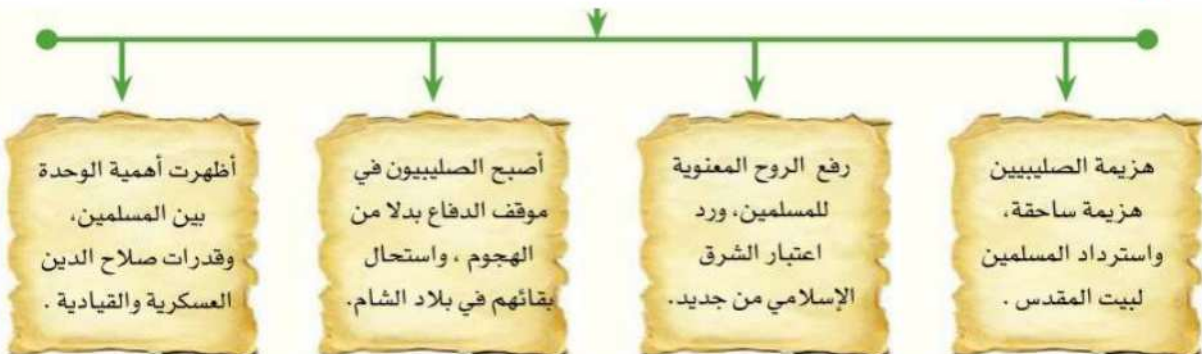 هزيمة الصليبيين
هزيمة ساحقة،
واسترداد المسلمين
لبيت المقدس .
رفع الروح المعنوية
للمسلمين، ورد
اعتبار الشرق
الإسلامي من جديد.
أصبح الصليبيون في
موقف الدفاع بدلا من
الهجوم ، واستحال
بقائهم في بلاد الشام.
أظهرت أهمية الوحدة
بين المسلمين،
وقدرات صلاح الدين
العسكرية والقيادية .